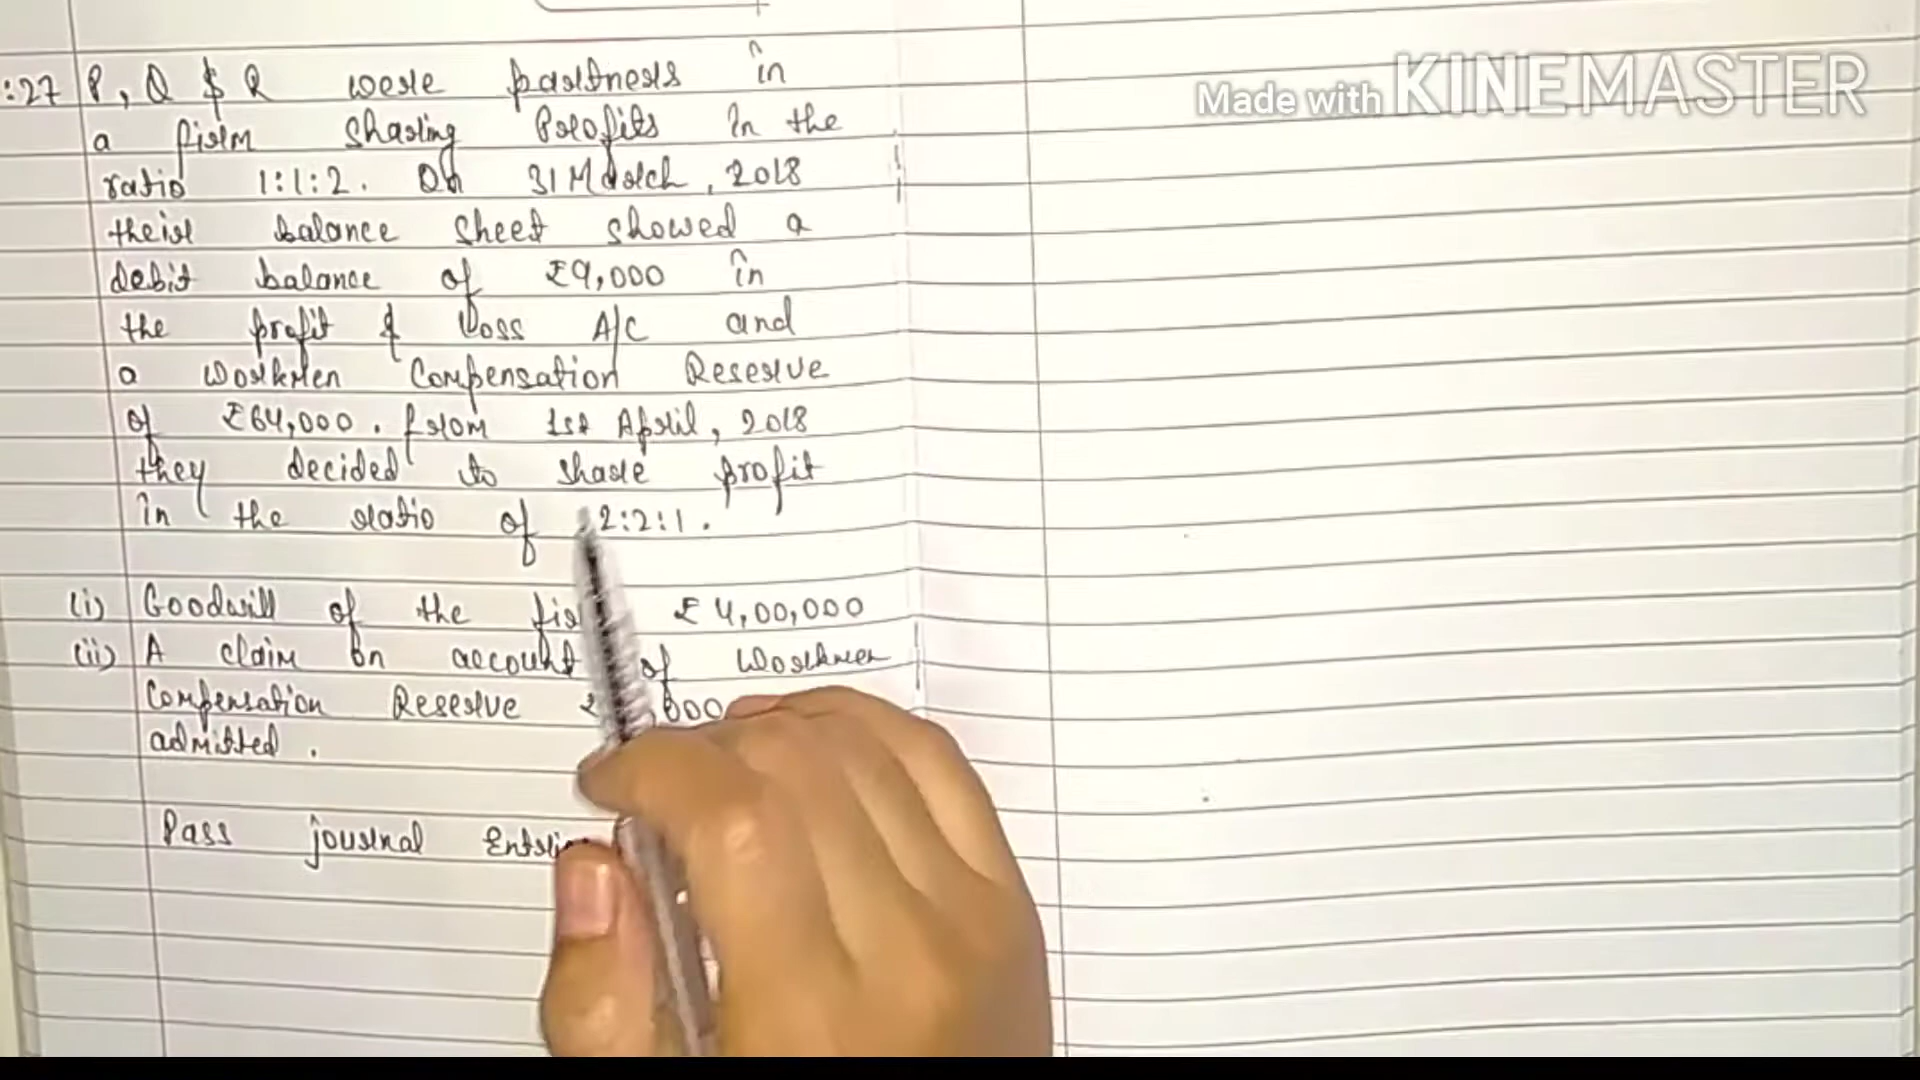 :27 P, Q & R were partners in
a firm sharing Profits in the
ratio 1:1:2. On 31 March, 2018
their balance sheet showed a
debit balance of ₹9,000 in
the profit & Loss A/C and
a Workmen Compensation Reserve
of ₹64,000. from 1st April, 2018
they decided to share profit
in the ratio of 2:2:1.
(i) Goodwill of the ₹4,00,000
(ii) A claim on account of Workmen
Compensation Reserve ₹
admitted.
Pass journal
Made with KINEMASTER